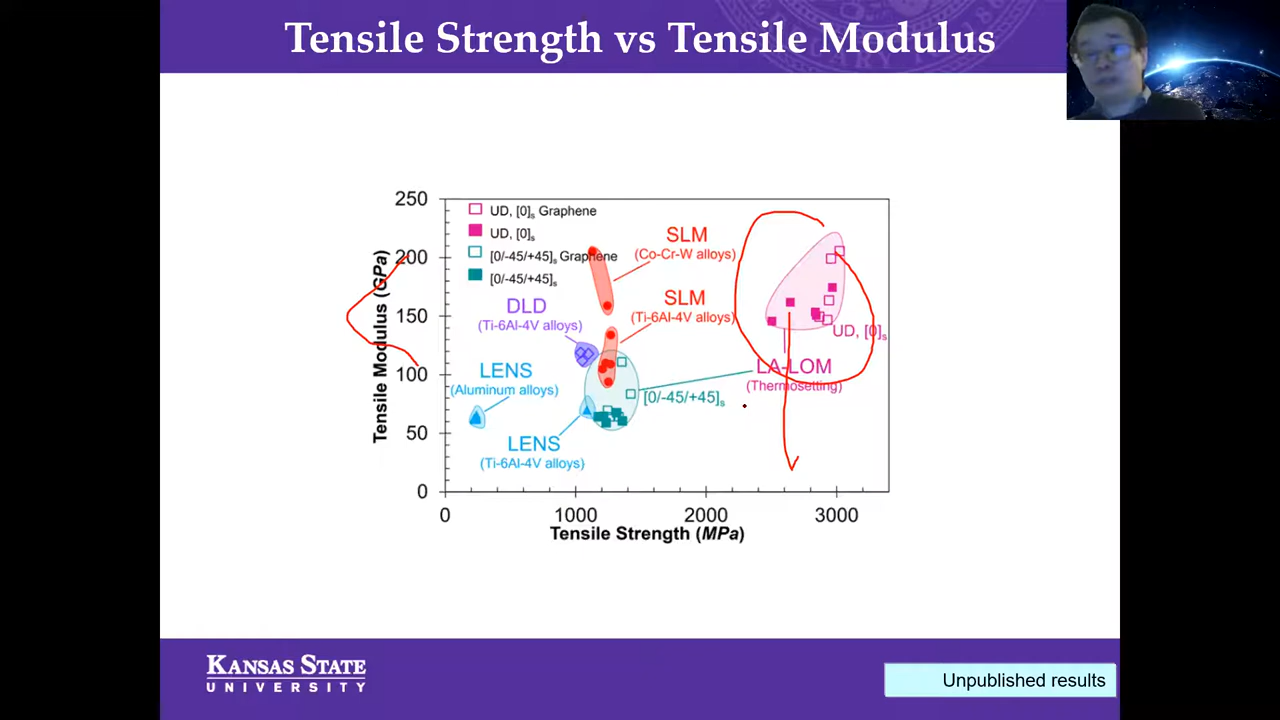 Tensile Strength vs Tensile Modulus
250
200
150
100
50
0
Tensile Modulus (GPa)
UD, [0]s Graphene
UD, [0]s
[0/-45/+45]s Graphene
[0/-45/+45]s
SLM
(Co-Cr-W alloys)
SLM
(Ti-6Al-4V alloys)
DLD
(Ti-6Al-4V alloys)
LENS
(Aluminum alloys)
LENS
(Ti-6Al-4V alloys)
UD, [0]s
LA-LOM
(Thermosetting)
[0/-45/+45]s
0 1000 2000 3000
Tensile Strength (MPa)
KANSAS STATE
UNIVERSITY
Unpublished results